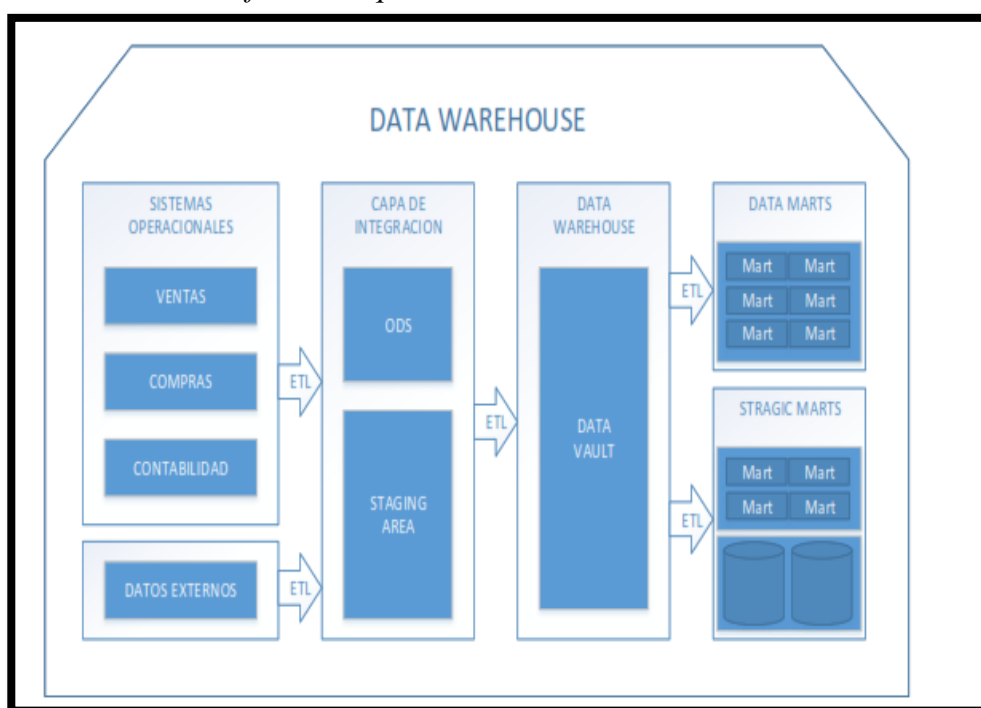 DATA WAREHOUSE
SISTEMAS
OPERACIONALES
VENTAS
COMPRAS
CONTABILIDAD
DATOS EXTERNOS
ETL
ETL
CAPA DE
INTEGRACION
ODS
STAGING
AREA
ETL
DATA
WAREHOUSE
DATA
VAULT
ETL
ETL
DATA MARTS
Mart Mart
Mart Mart
Mart Mart
STRAGIC MARTS
Mart Mart
Mart Mart